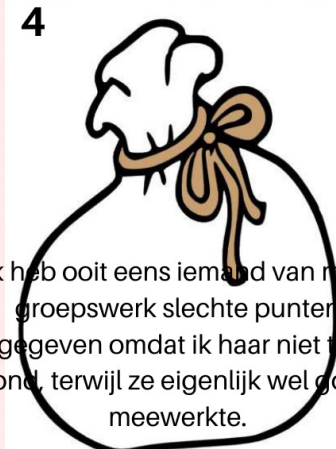 4
k heb ooit eens iemand van
groepswerk slechte punten
gegeven omdat ik haar niet
terwijl ze eigenlijk wel
meewerkte.